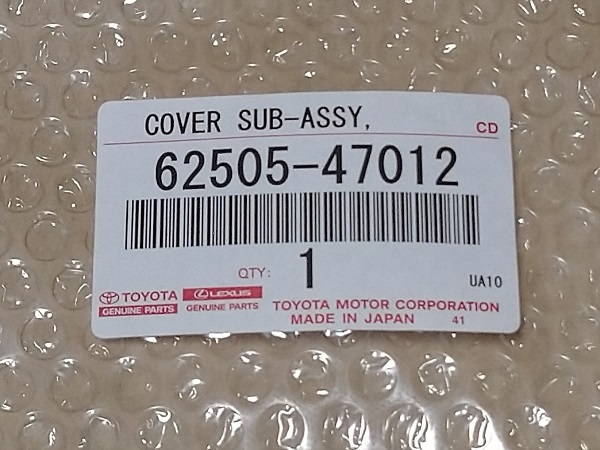 COVER SUB-ASSY,
CD
62505-47012
QTY: 1
UA10
TOYOTA LEXUS
GENUINE PARTS GENUINE PARTS
TOYOTA MOTOR CORPORATION
MADE IN JAPAN 41